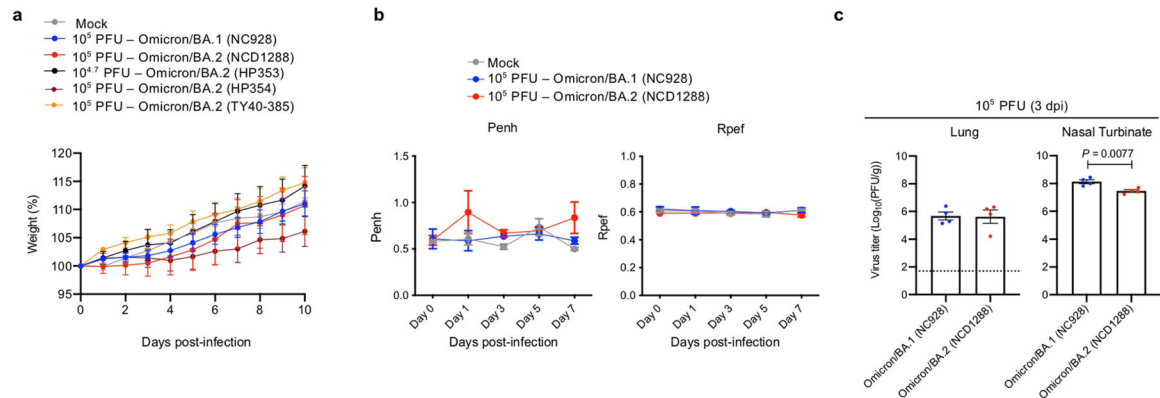 a
Mock
10⁵ PFU – Omicron/BA.1 (NC928)
10⁵ PFU – Omicron/BA.2 (NCD1288)
10⁴·⁷ PFU – Omicron/BA.2 (HP353)
10⁵ PFU – Omicron/BA.2 (HP354)
10⁵ PFU – Omicron/BA.2 (TY40-385)
120
115
110
105
100
95
Weight (%)
0 2 4 6 8 10
Days post-infection
b
Mock
10⁵ PFU – Omicron/BA.1 (NC928)
10⁵ PFU – Omicron/BA.2 (NCD1288)
Penh
1.5
1.0
0.5
0.0
Penh
Day 0 Day 1 Day 3 Day 5 Day 7
Days post-infection
Rpef
1.0
0.8
0.6
0.4
0.2
0.0
Rpef
Day 0 Day 1 Day 3 Day 5 Day 7
Days post-infection
c
10⁵ PFU (3 dpi)
Lung
10
8
6
4
2
0
Virus titer (Log₁₀(PFU/g))
Omicron/BA.1 (NC928)
Omicron/BA.2 (NCD1288)
Nasal Turbinate
P = 0.0077
10
8
6
4
2
0
Omicron/BA.1 (NC928)
Omicron/BA.2 (NCD1288)